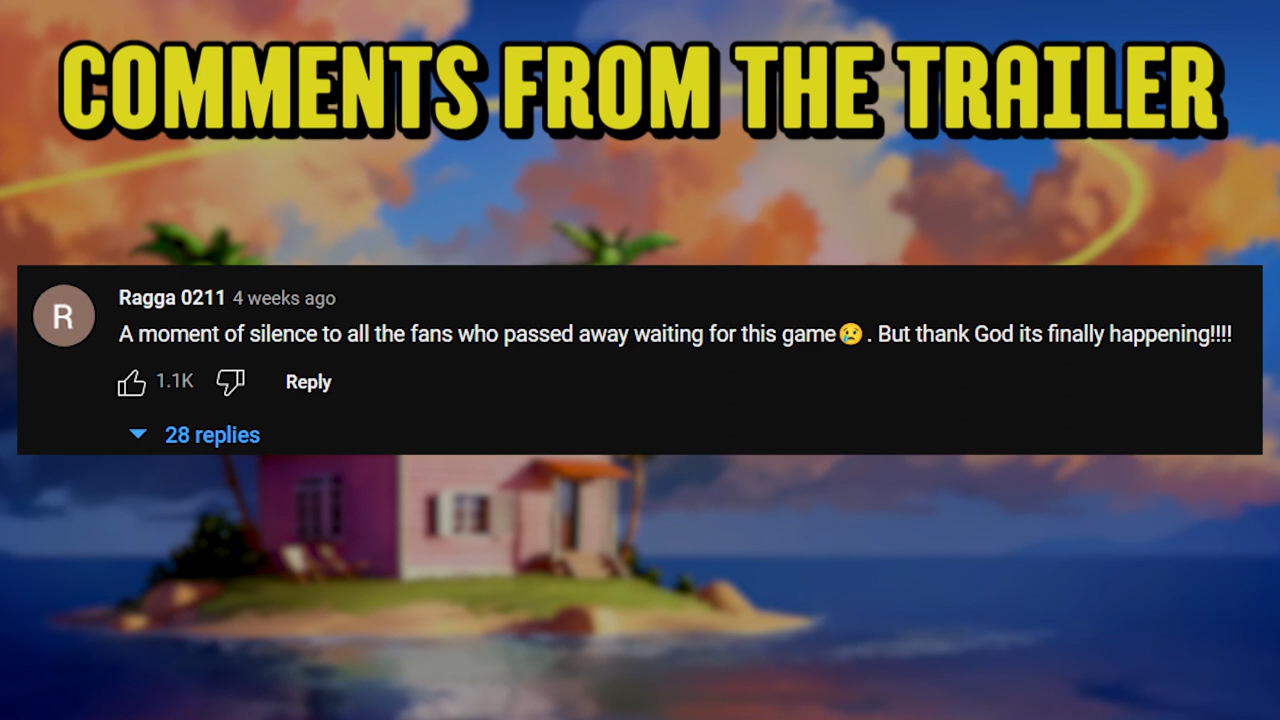 COMMENTS FROM THE TRAILER
R
Ragga 0211 4 weeks ago
A moment of silence to all the fans who passed away waiting for this game😢. But thank God its finally happening!!!!
1.1K Reply
28 replies